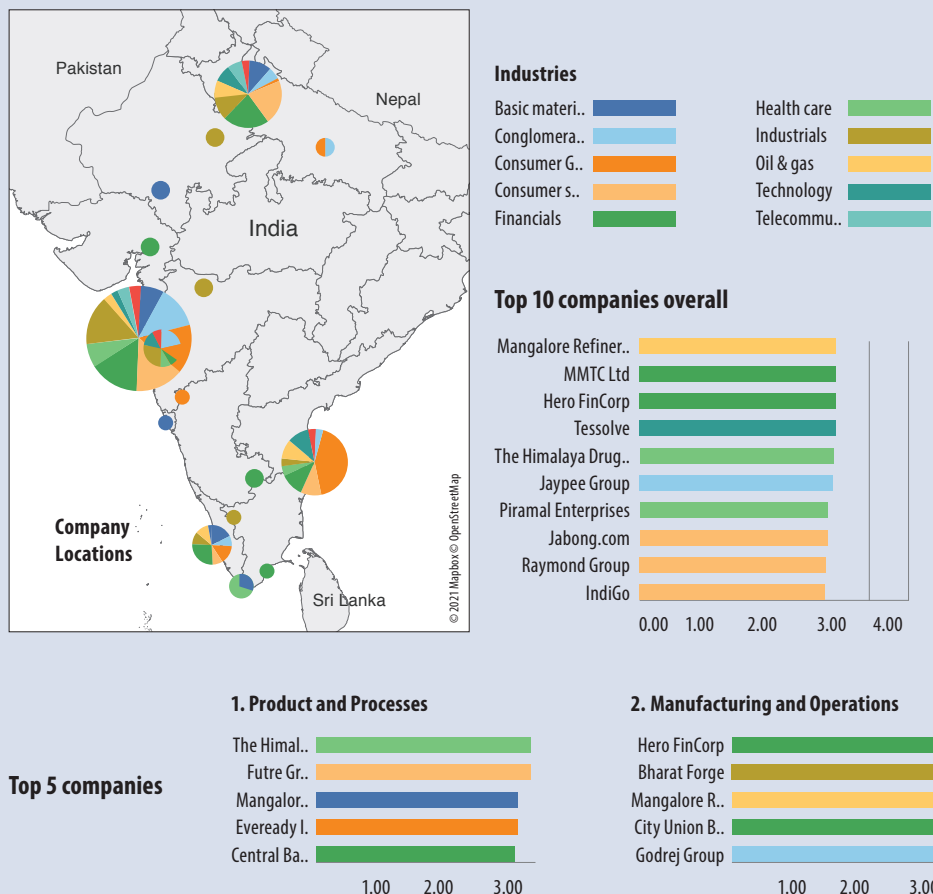 Pakistan
Nepal
India
Sri Lanka
Company
Locations
© 2021 Mapbox © OpenStreetMap
Industries
Basic materi..
Conglomera..
Consumer G..
Consumer s..
Financials
Health care
Industrials
Oil & gas
Technology
Telecommu..
Top 10 companies overall
Mangalore Refiner..
MMTC Ltd
Hero FinCorp
Tessolve
The Himalaya Drug..
Jaypee Group
Piramal Enterprises
Jabong.com
Raymond Group
IndiGo
0.00 1.00 2.00 3.00 4.00
Top 5 companies
1. Product and Processes
The Himal..
Futre Gr..
Mangalor..
Eveready I.
Central Ba..
1.00 2.00 3.00
2. Manufacturing and Operations
Hero FinCorp
Bharat Forge
Mangalore R..
City Union B..
Godrej Group
1.00 2.00 3.00